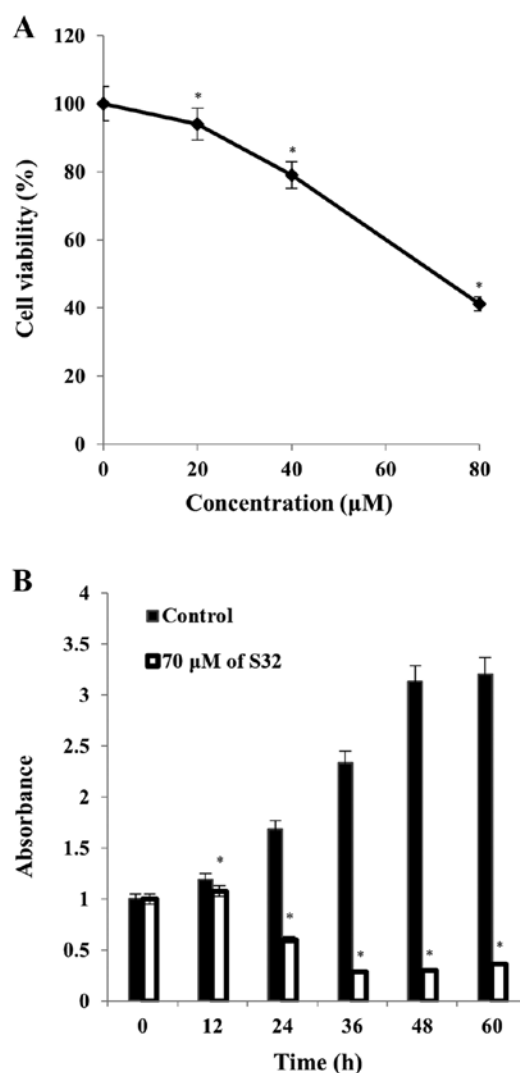 A
120
100
80
60
40
20
0
Cell viability (%)
*
*
*
0 20 40 60 80
Concentration (µM)
B
4
3.5
3
2.5
2
1.5
1
0.5
0
Absorbance
Control
70 µM of S32
*
*
*
*
*
0 12 24 36 48 60
Time (h)